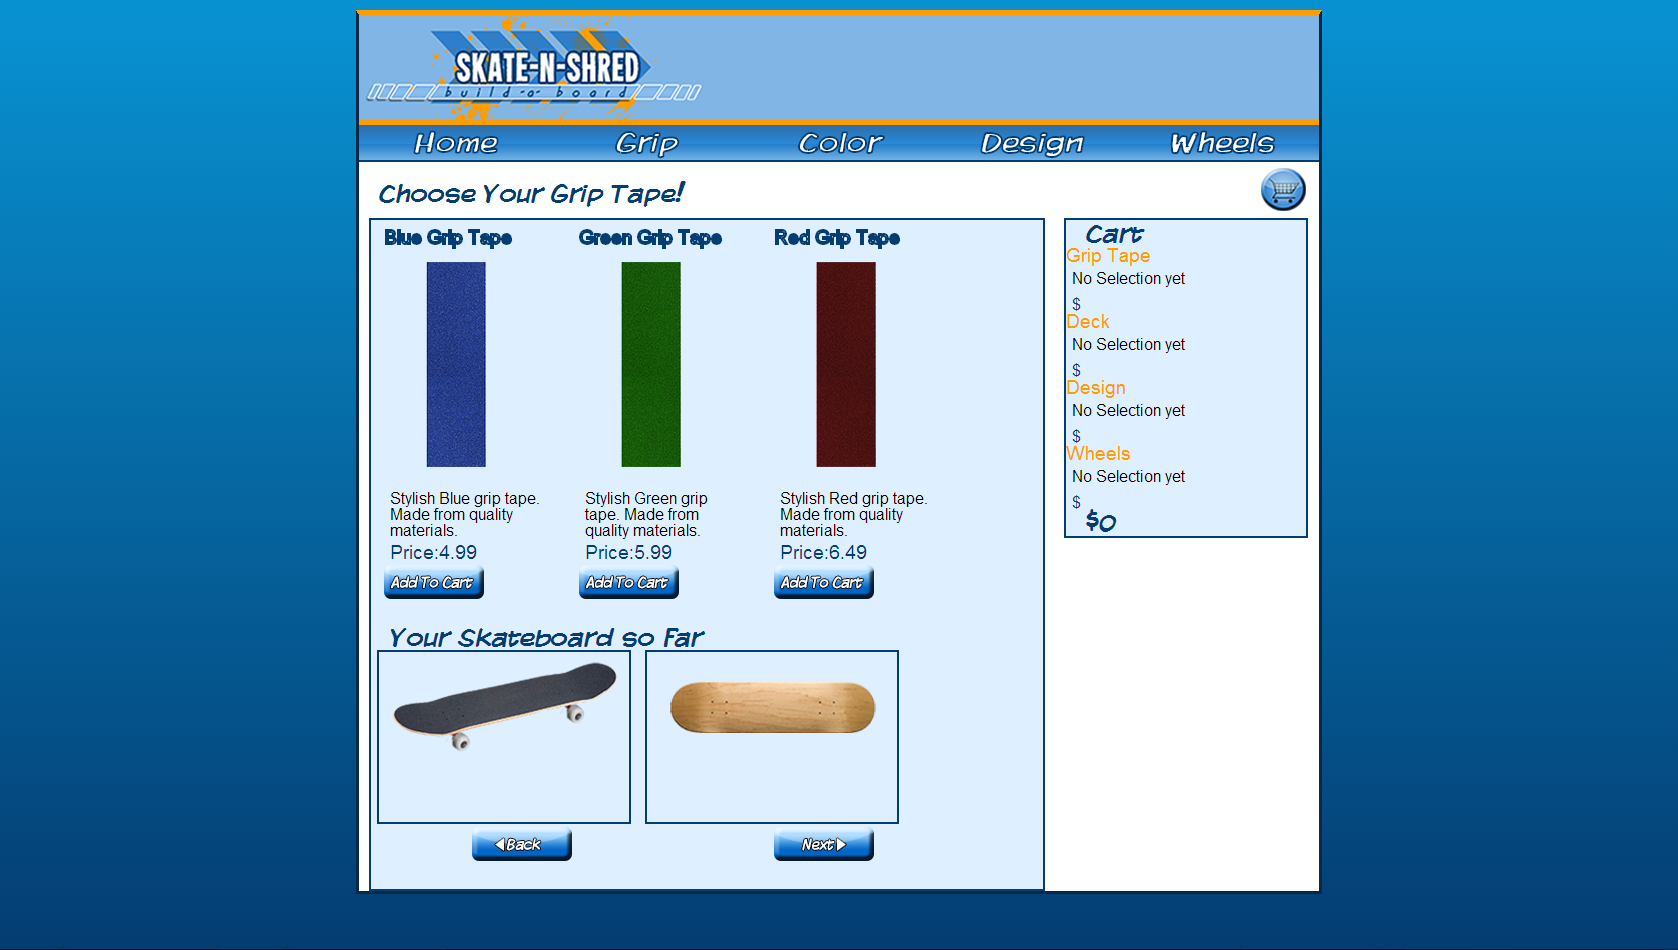 SKATE-N-SHRED
build-a-board
Home Grip Color Design Wheels
Choose Your Grip Tape!
Blue Grip Tape
Stylish Blue grip tape.
Made from quality
materials.
Price:4.99
Add To Cart
Green Grip Tape
Stylish Green grip
tape. Made from
quality materials.
Price:5.99
Add To Cart
Red Grip Tape
Stylish Red grip tape.
Made from quality
materials.
Price:6.49
Add To Cart
Your Skateboard so Far
Back
Next
Cart
Grip Tape
No Selection yet
$
Deck
No Selection yet
$
Design
No Selection yet
$
Wheels
No Selection yet
$
$0